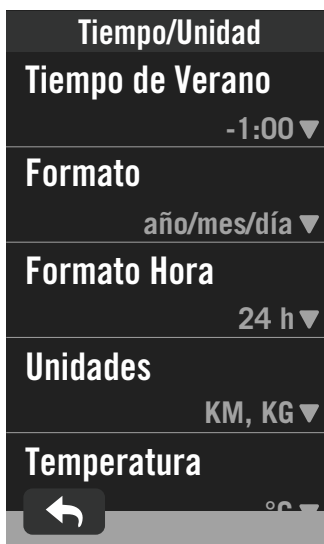 Tiempo/Unidad
Tiempo de Verano
-1:00
Formato
año/mes/día
Formato Hora
24 h
Unidades
KM, KG
Temperatura
°C